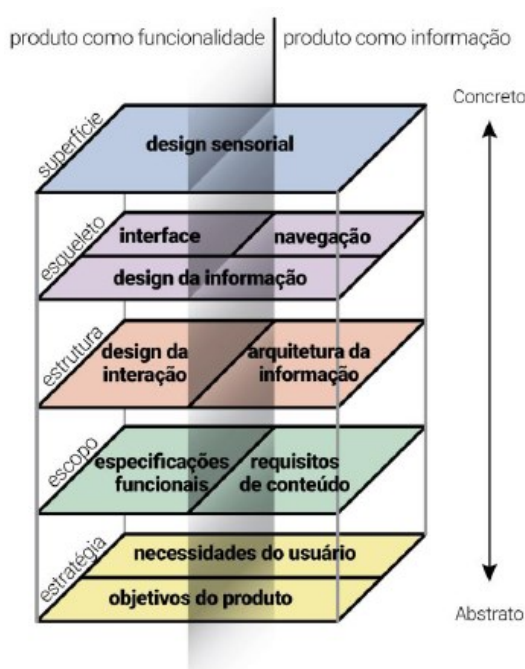 produto como funcionalidade
produto como informação
Concreto
superfície
design sensorial
esqueleto
interface
navegação
design da informação
estrutura
design da
interação
arquitetura da
informação
escopo
especificações
funcionais
requisitos
de conteúdo
estratégia
necessidades do usuário
objetivos do produto
Abstrato